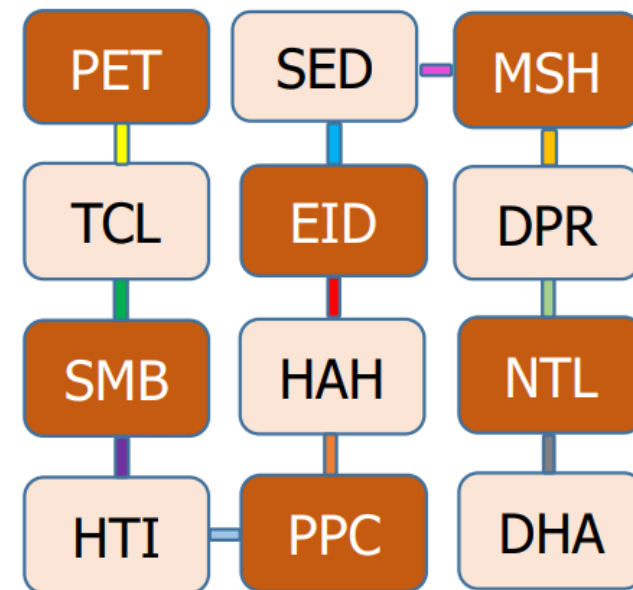 PET SED MSH
TCL EID DPR
SMB HAH NTL
HTI PPC DHA